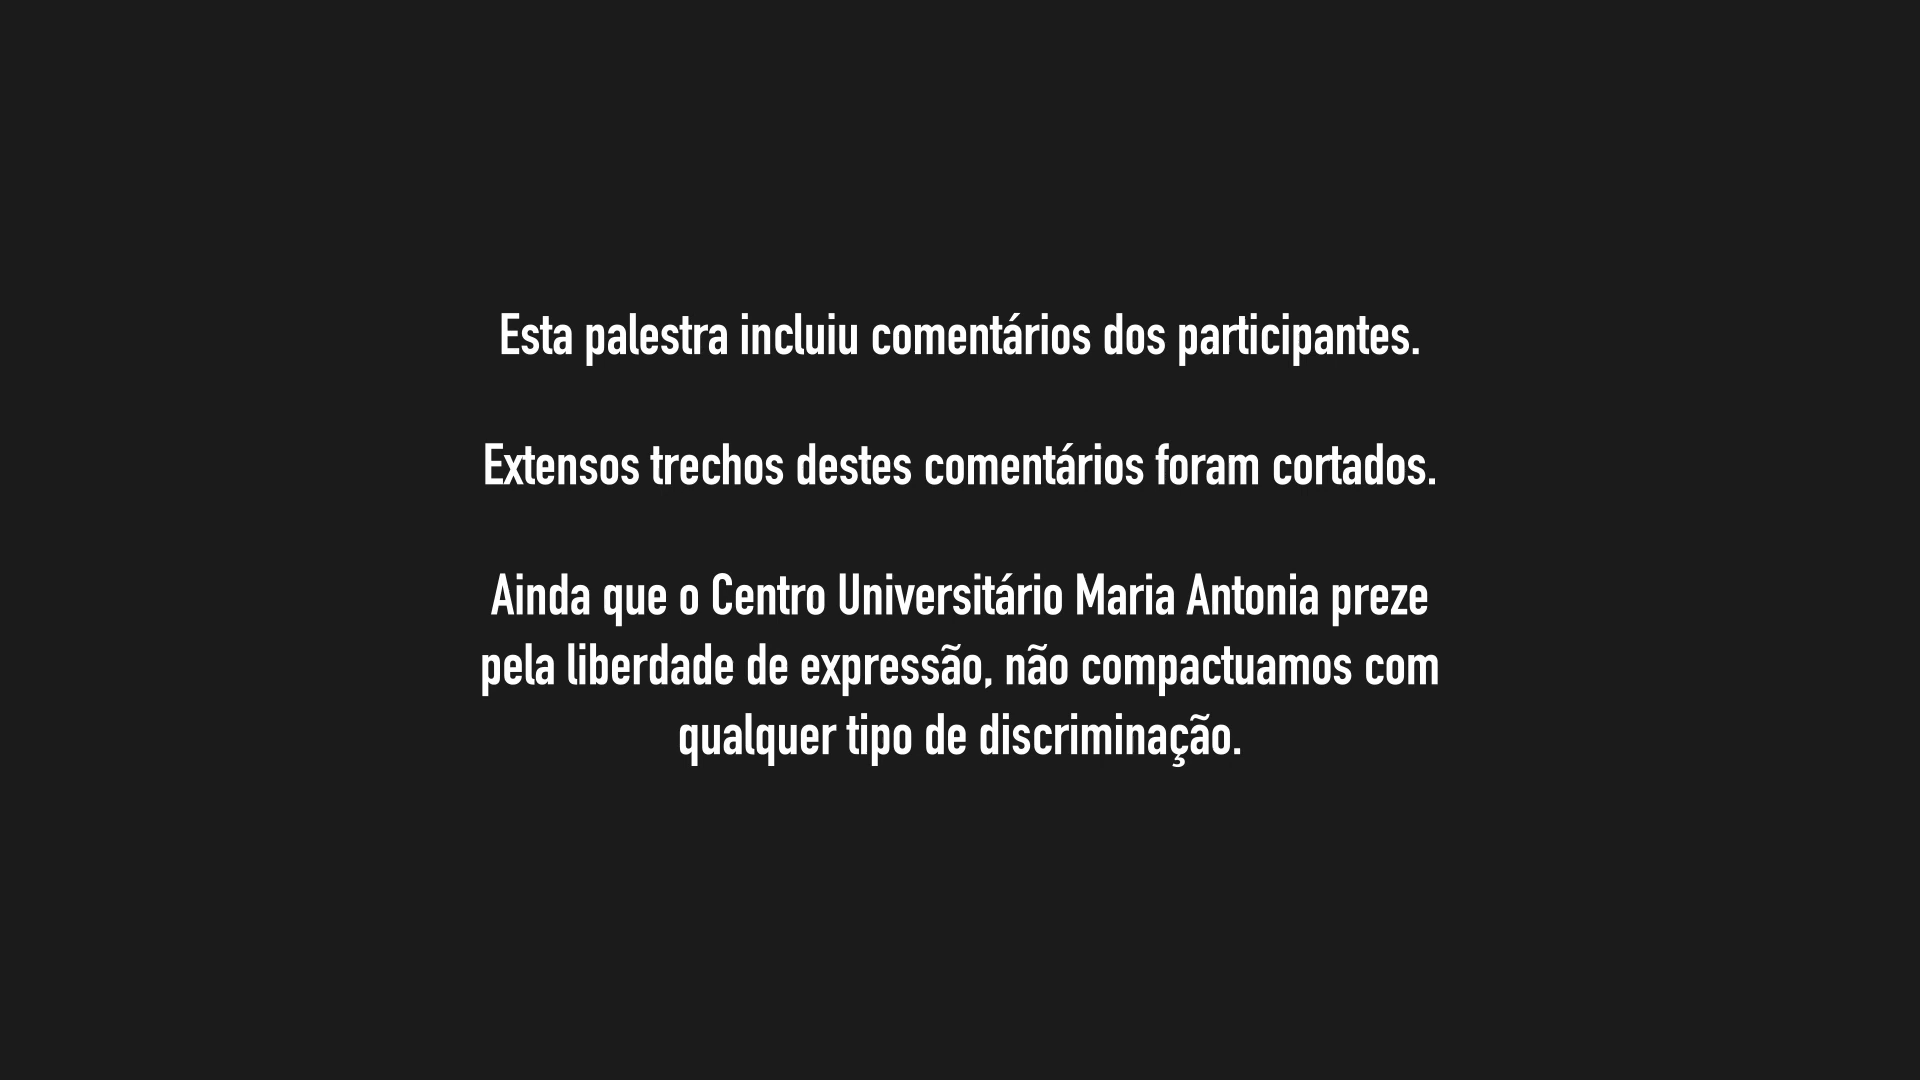 Esta palestra incluiu comentários dos participantes.
Extensos trechos destes comentários foram cortados.
Ainda que o Centro Universitário Maria Antonia preze
pela liberdade de expressão, não compactuamos com
qualquer tipo de discriminação.